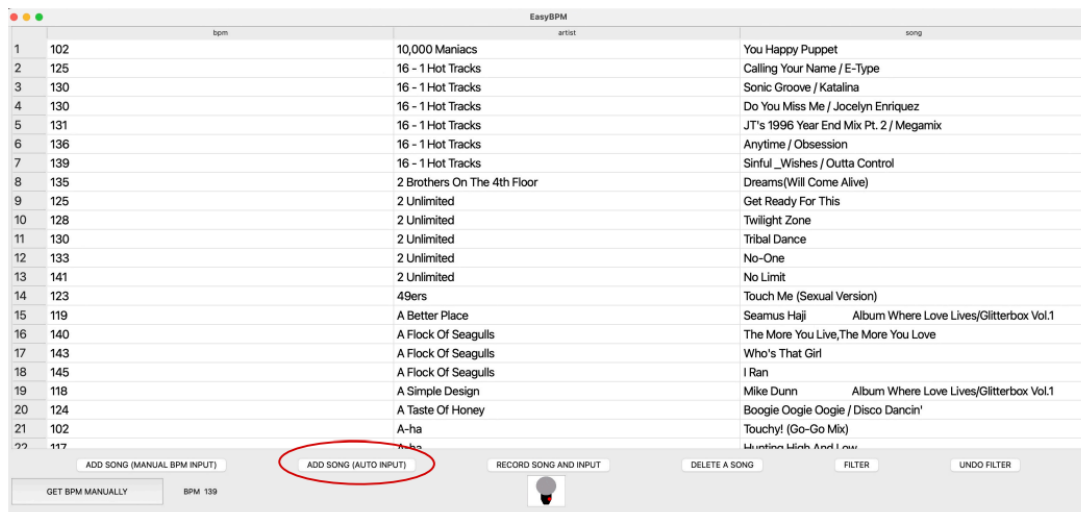 EasyBPM
bpm artist song
1 102 10,000 Maniacs You Happy Puppet
2 125 16 - 1 Hot Tracks Calling Your Name / E-Type
3 130 16 - 1 Hot Tracks Sonic Groove / Katalina
4 130 16 - 1 Hot Tracks Do You Miss Me / Jocelyn Enriquez
5 131 16 - 1 Hot Tracks JT's 1996 Year End Mix Pt. 2 / Megamix
6 136 16 - 1 Hot Tracks Anytime / Obsession
7 139 16 - 1 Hot Tracks Sinful _Wishes / Outta Control
8 135 2 Brothers On The 4th Floor Dreams(Will Come Alive)
9 125 2 Unlimited Get Ready For This
10 128 2 Unlimited Twilight Zone
11 130 2 Unlimited Tribal Dance
12 133 2 Unlimited No-One
13 141 2 Unlimited No Limit
14 123 49ers Touch Me (Sexual Version)
15 119 A Better Place Seamus Haji Album Where Love Lives/Glitterbox Vol.1
16 140 A Flock Of Seagulls The More You Live,The More You Love
17 143 A Flock Of Seagulls Who's That Girl
18 145 A Flock Of Seagulls I Ran
19 118 A Simple Design Mike Dunn Album Where Love Lives/Glitterbox Vol.1
20 124 A Taste Of Honey Boogie Oogie Oogie / Disco Dancin'
21 102 A-ha Touchy! (Go-Go Mix)
22 117 A-ha Hunting High And Low
ADD SONG (MANUAL BPM INPUT) ADD SONG (AUTO INPUT) RECORD SONG AND INPUT DELETE A SONG FILTER UNDO FILTER
GET BPM MANUALLY BPM 139